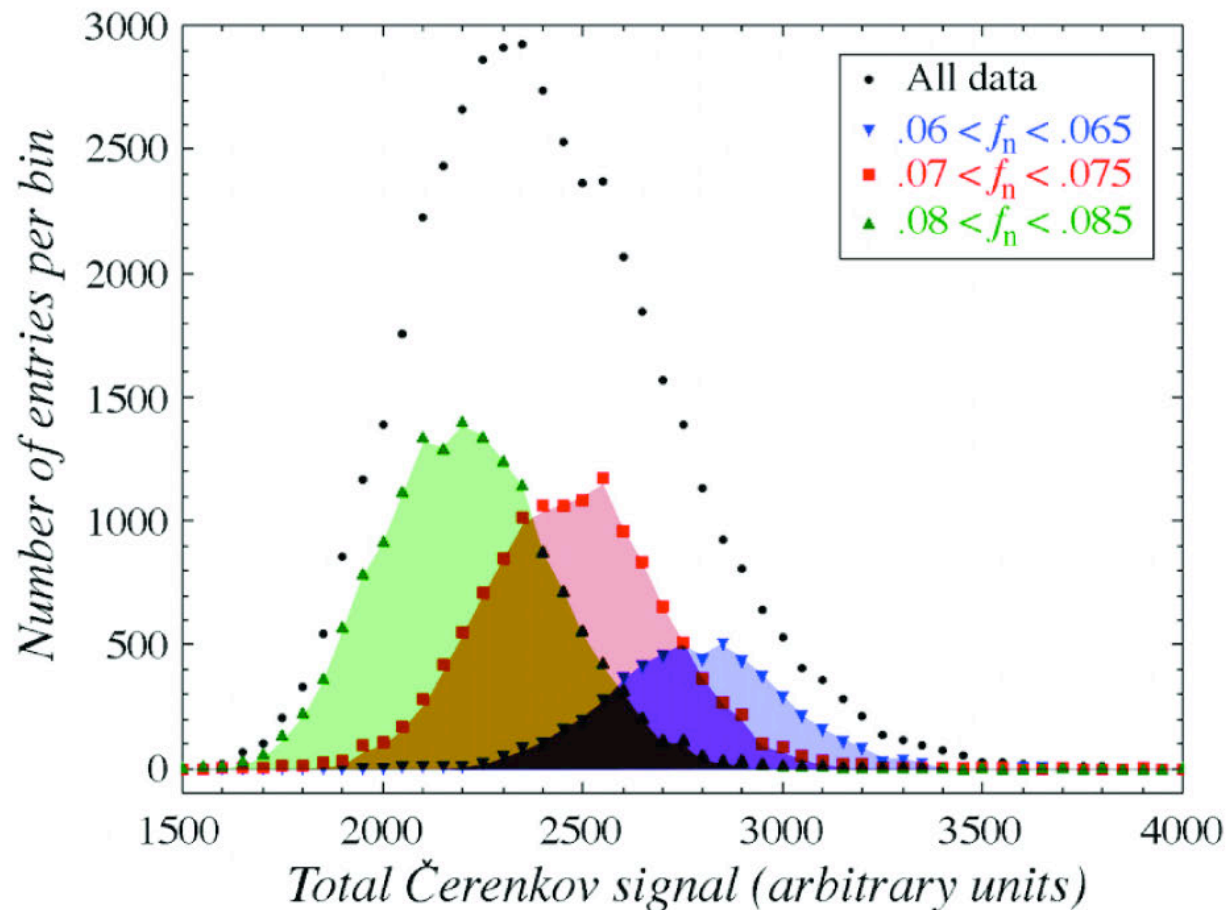 Number of entries per bin
3000
2500
2000
1500
1000
500
0
All data
.06 < fn < .065
.07 < fn < .075
.08 < fn < .085
1500 2000 2500 3000 3500 4000
Total Čerenkov signal (arbitrary units)